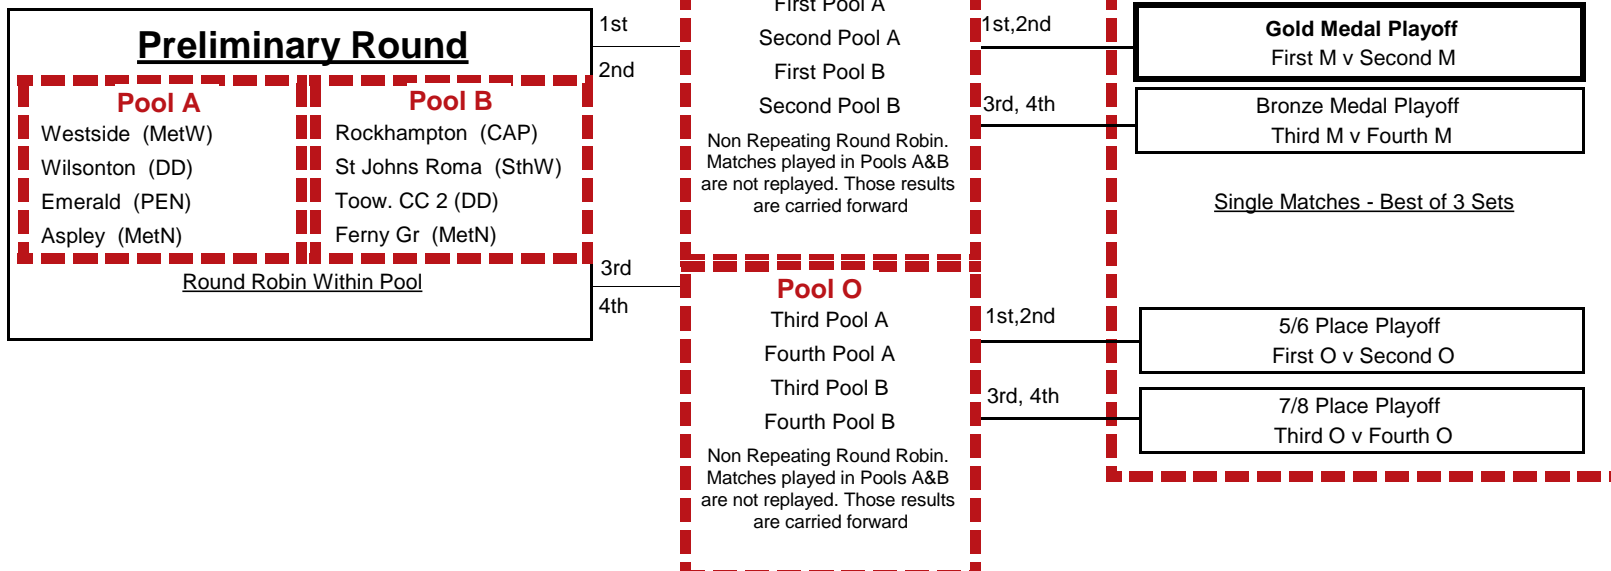 Preliminary Round
Pool A
Westside (MetW)
Wilsonton (DD)
Emerald (PEN)
Aspley (MetN)
Pool B
Rockhampton (CAP)
St Johns Roma (SthW)
Toow. CC 2 (DD)
Ferny Gr (MetN)
Round Robin Within Pool
1st
2nd
3rd
4th
First Pool A
Second Pool A
First Pool B
Second Pool B
Non Repeating Round Robin.
Matches played in Pools A&B
are not replayed. Those results
are carried forward
Pool O
Third Pool A
Fourth Pool A
Third Pool B
Fourth Pool B
Non Repeating Round Robin.
Matches played in Pools A&B
are not replayed. Those results
are carried forward
1st,2nd
3rd, 4th
1st,2nd
3rd, 4th
Gold Medal Playoff
First M v Second M
Bronze Medal Playoff
Third M v Fourth M
Single Matches - Best of 3 Sets
5/6 Place Playoff
First O v Second O
7/8 Place Playoff
Third O v Fourth O